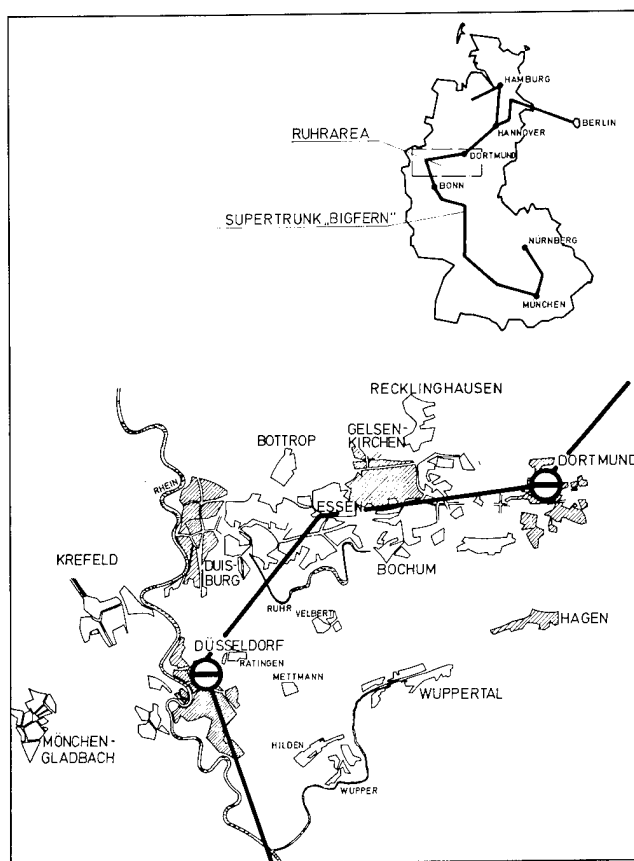 HAMBURG
BERLIN
HANNOVER
RUHRAREA
DORTMUND
BONN
SUPERTRUNK „BIGFERN"
NÜRNBERG
MÜNCHEN
RECKLINGHAUSEN
GELSEN-
KIRCHEN
BOTTROP
DORTMUND
RHEIN
ESSEN
KREFELD
DUIS-
BURG
BOCHUM
RUHR
VELBERT
HAGEN
DÜSSELDORF
RATINGEN
METTMANN
WUPPERTAL
MÖNCHEN-
GLADBACH
HILDEN
WUPPER